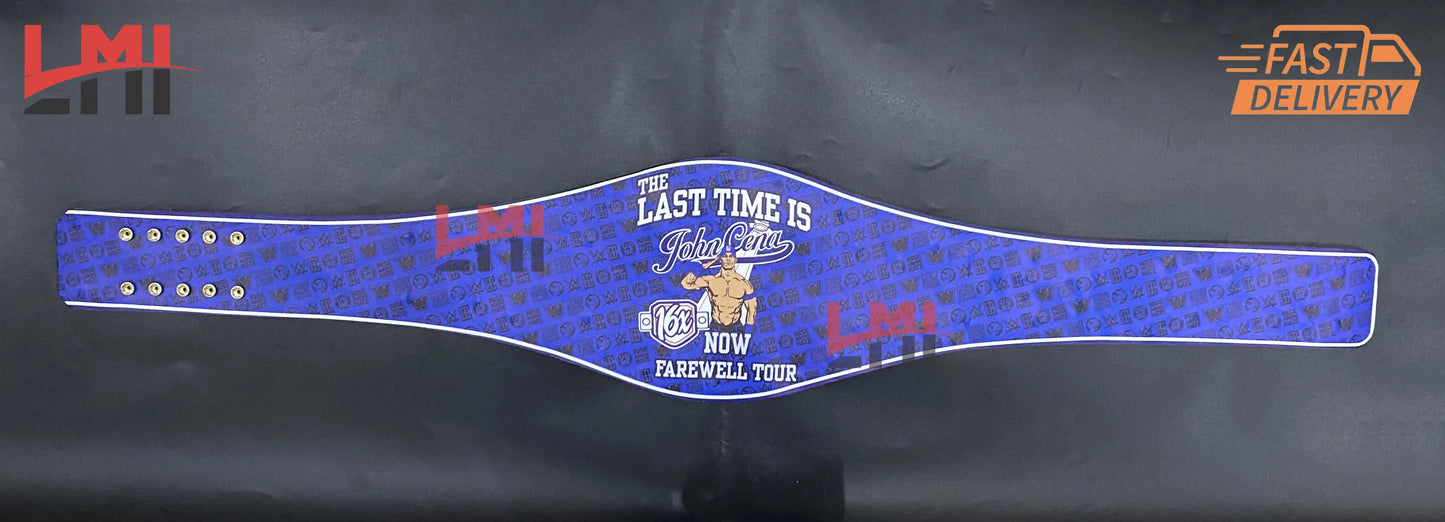 LMI
FAST
DELIVERY
THE
LAST TIME IS
John Cena
LMI
16x
LMI
NOW
FAREWELL TOUR